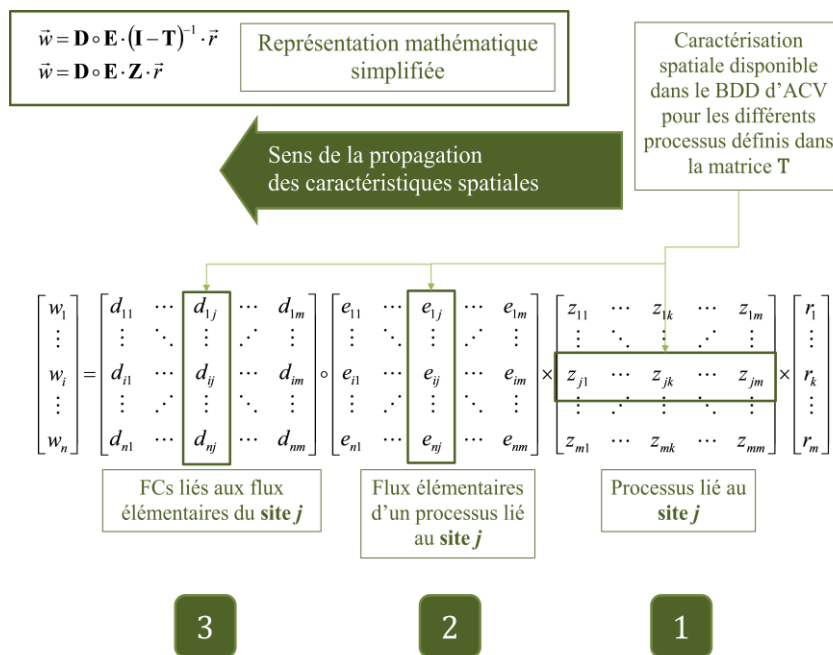 w⃗ = D ∘ E · (I − T)⁻¹ · r⃗
w⃗ = D ∘ E · Z · r⃗
Représentation mathématique
simplifiée
Caractérisation
spatiale disponible
dans le BDD d’ACV
pour les différents
processus définis dans
la matrice T
Sens de la propagation
des caractéristiques spatiales
[w₁] = [d₁₁ ⋯ d₁ⱼ ⋯ d₁ₘ] ∘ [e₁₁ ⋯ e₁ⱼ ⋯ e₁ₘ] × [z₁₁ ⋯ z₁ₖ ⋯ z₁ₘ] × [r₁]
⋮ ⋮ ⋱ ⋮ ⋰ ⋮ ⋮ ⋱ ⋮ ⋰ ⋮ ⋮ ⋱ ⋮ ⋰ ⋮ ⋮
wᵢ dᵢ₁ ⋯ dᵢⱼ ⋯ dᵢₘ eᵢ₁ ⋯ eᵢⱼ ⋯ eᵢₘ zⱼ₁ ⋯ zⱼₖ ⋯ zⱼₘ rₖ
⋮ ⋮ ⋰ ⋮ ⋱ ⋮ ⋮ ⋰ ⋮ ⋱ ⋮ ⋮ ⋰ ⋮ ⋱ ⋮ ⋮
wₙ dₙ₁ ⋯ dₙⱼ ⋯ dₙₘ eₙ₁ ⋯ eₙⱼ ⋯ eₙₘ zₘ₁ ⋯ zₘₖ ⋯ zₘₘ rₘ
FCs liés aux flux
élémentaires du site j
Flux élémentaires
d’un processus lié
au site j
Processus lié au
site j
3
2
1